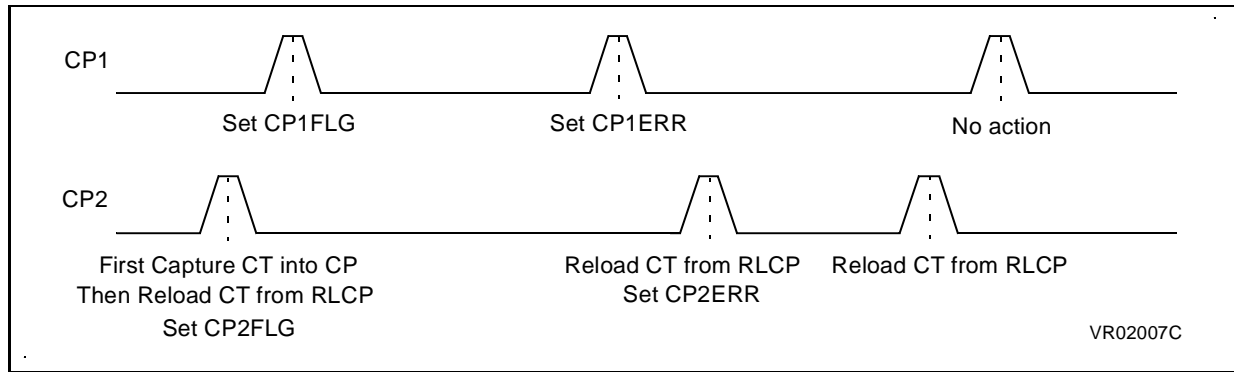 CP1
Set CP1FLG
Set CP1ERR
No action
CP2
First Capture CT into CP
Then Reload CT from RLCP
Set CP2FLG
Reload CT from RLCP
Set CP2ERR
Reload CT from RLCP
VR02007C